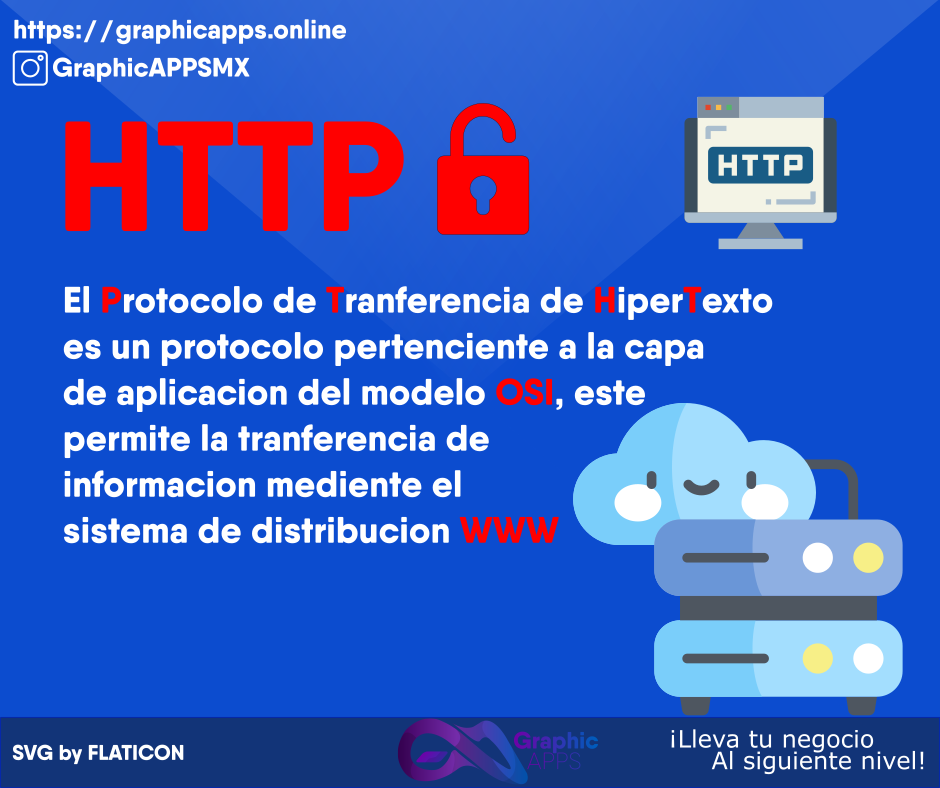 https://graphicapps.online
GraphicAPPSMX
HTTP
HTTP
El Protocolo de Tranferencia de HiperTexto
es un protocolo pertenciente a la capa
de aplicacion del modelo OSI, este
permite la tranferencia de
informacion mediente el
sistema de distribucion WWW
SVG by FLATICON
Graphic
APPS
¡Lleva tu negocio
Al siguiente nivel!